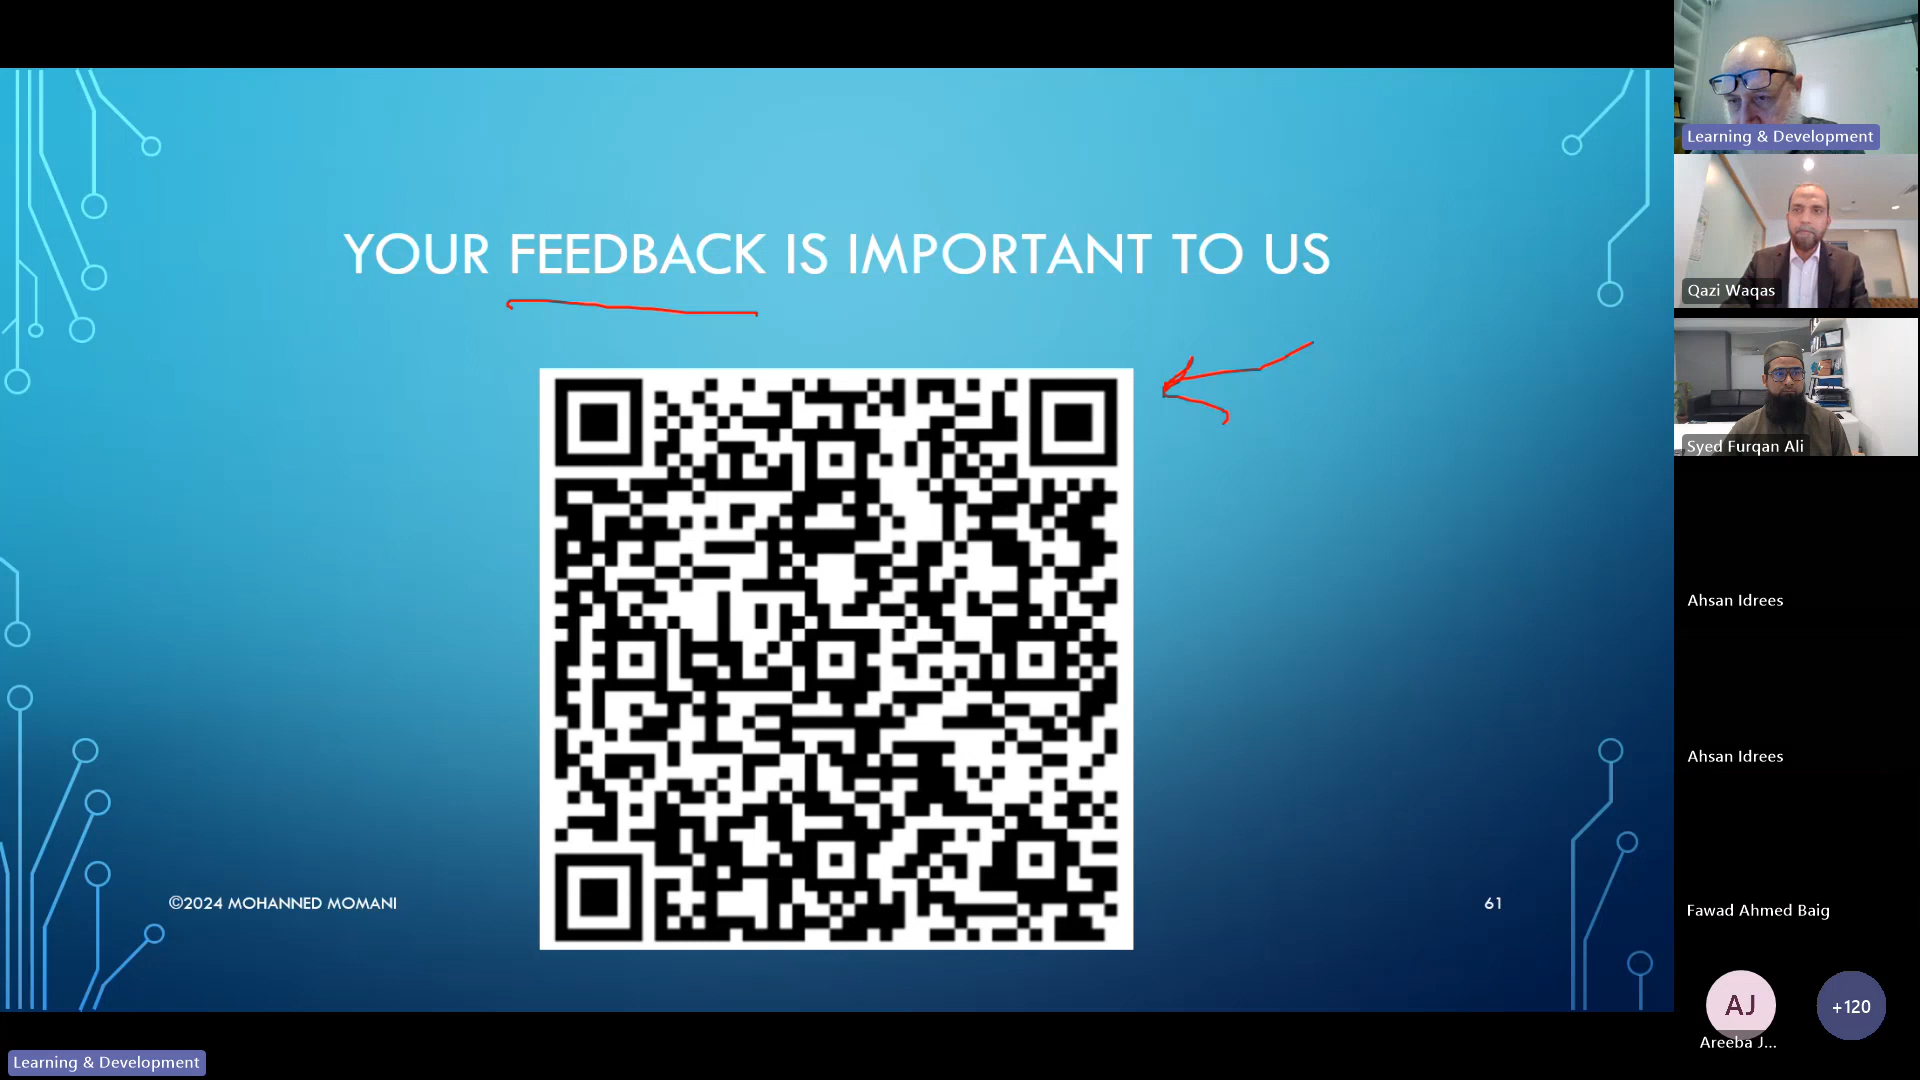 YOUR FEEDBACK IS IMPORTANT TO US
©2024 MOHANNED MOMANI
61
Learning & Development
Learning & Development
Qazi Waqas
Syed Furqan Ali
Ahsan Idrees
Ahsan Idrees
Fawad Ahmed Baig
AJ
+120
Areeba J...